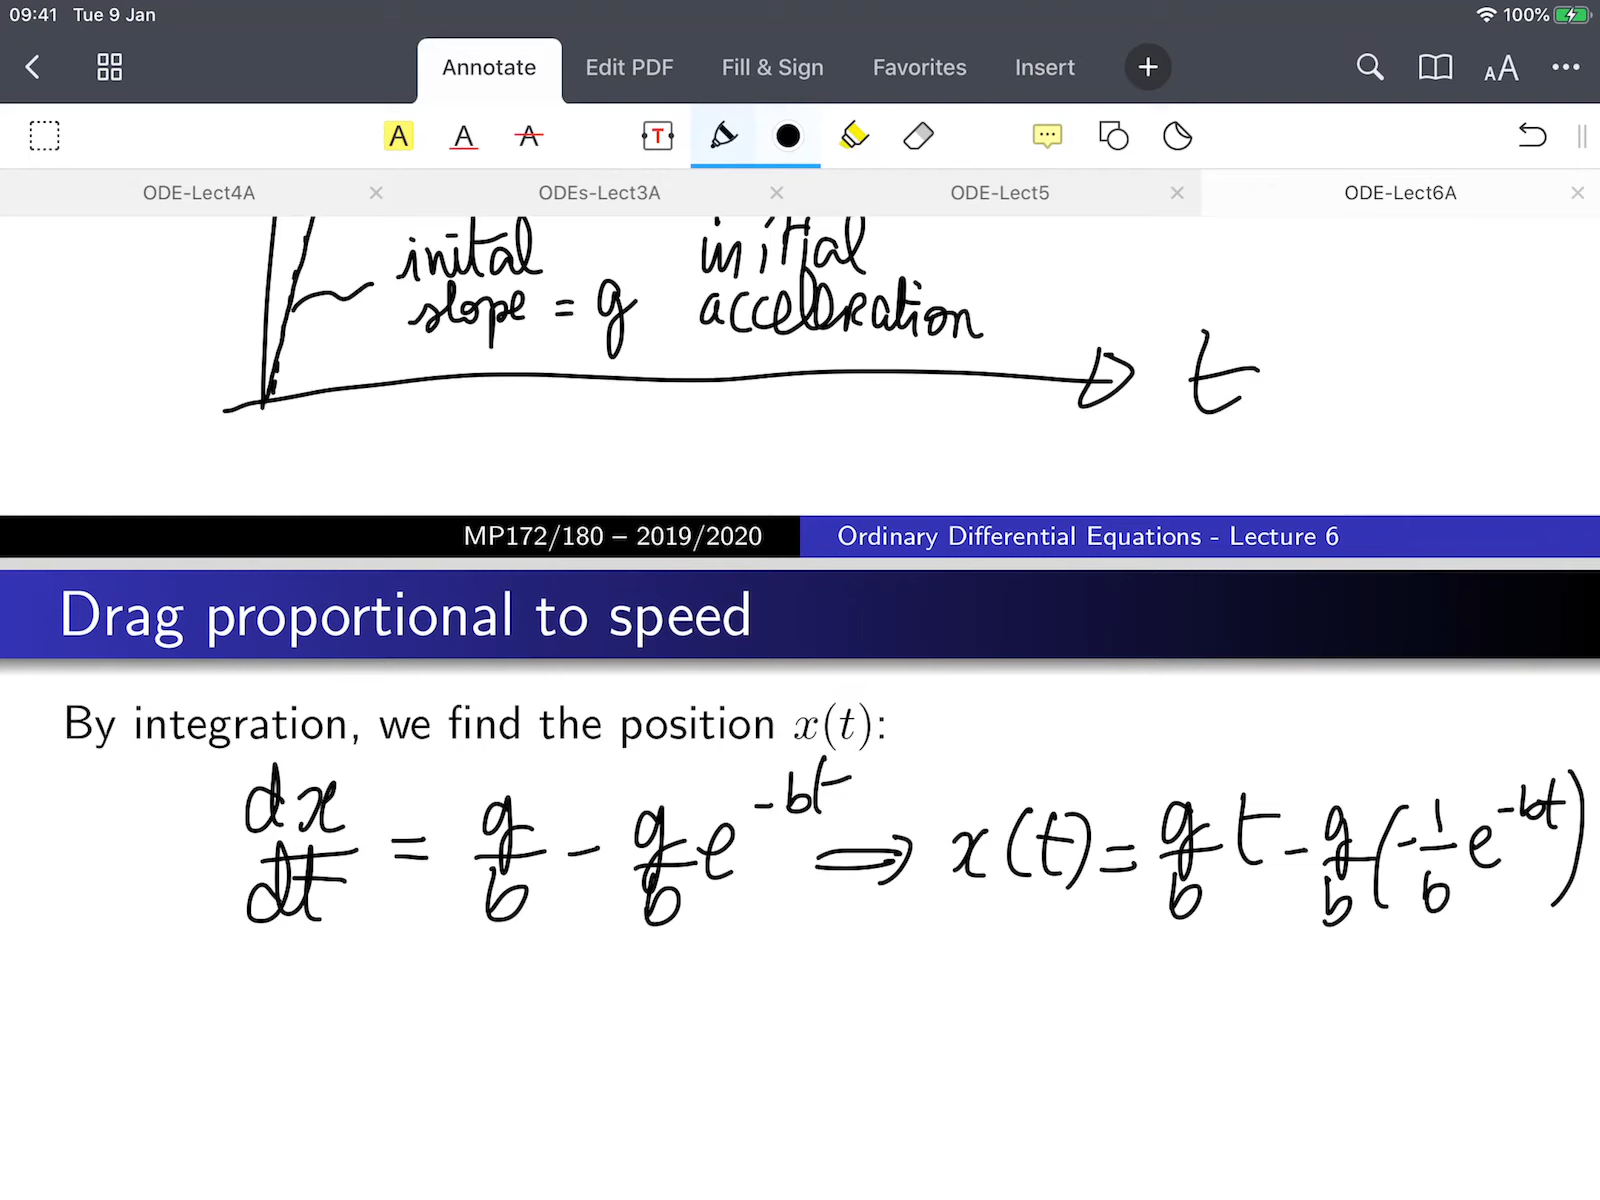 09:41 Tue 9 Jan 100%
Annotate Edit PDF Fill & Sign Favorites Insert + AA
A A A T
ODE-Lect4A × ODEs-Lect3A × ODE-Lect5 × ODE-Lect6A ×
inital initial
slope = g acceleration
t
MP172/180 – 2019/2020 Ordinary Differential Equations - Lecture 6
Drag proportional to speed
By integration, we find the position x(t):
dx/dt = g/b - g/b e^{-bt} ⇒ x(t) = g/b t - g/b (-1/b e^{-bt})